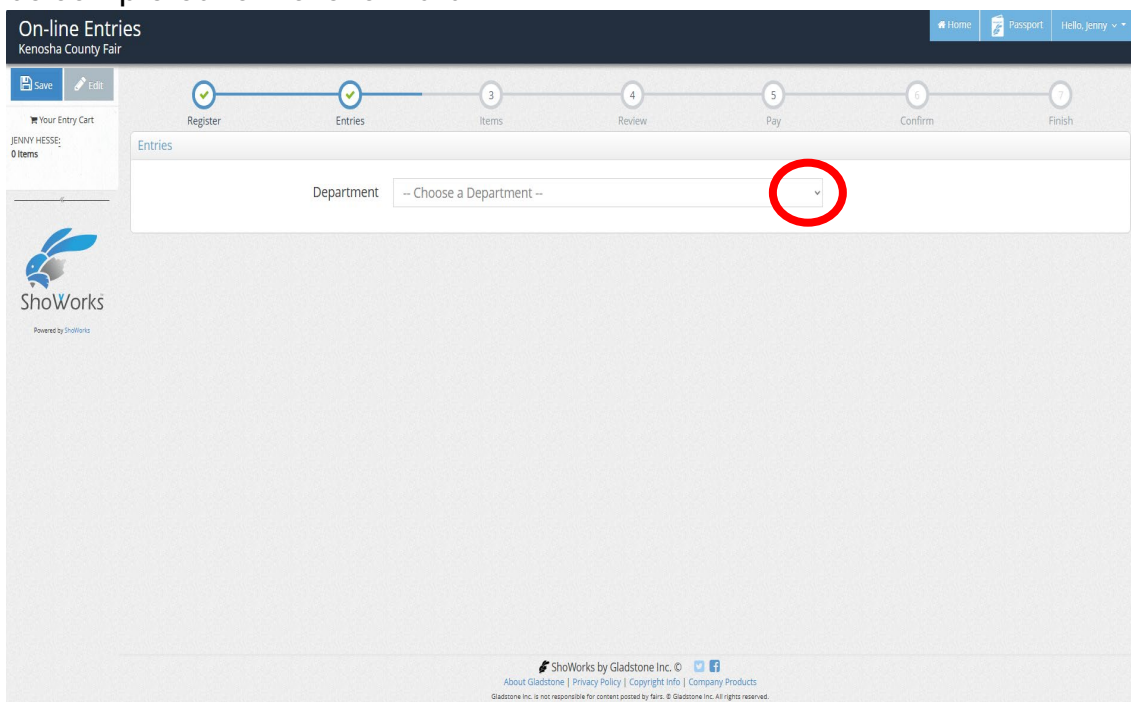 On-line Entries
Kenosha County Fair
Home Passport Hello, Jenny
Save Edit
Your Entry Cart
JENNY HESSE:
0 Items
3 4 5 6 7
Register Entries Items Review Pay Confirm Finish
Entries
Department -- Choose a Department --
ShoWorks
Powered by ShoWorks
ShoWorks by Gladstone Inc. ©
About Gladstone | Privacy Policy | Copyright Info | Company Products
Gladstone Inc. is not responsible for content posted by fairs. © Gladstone Inc. All rights reserved.